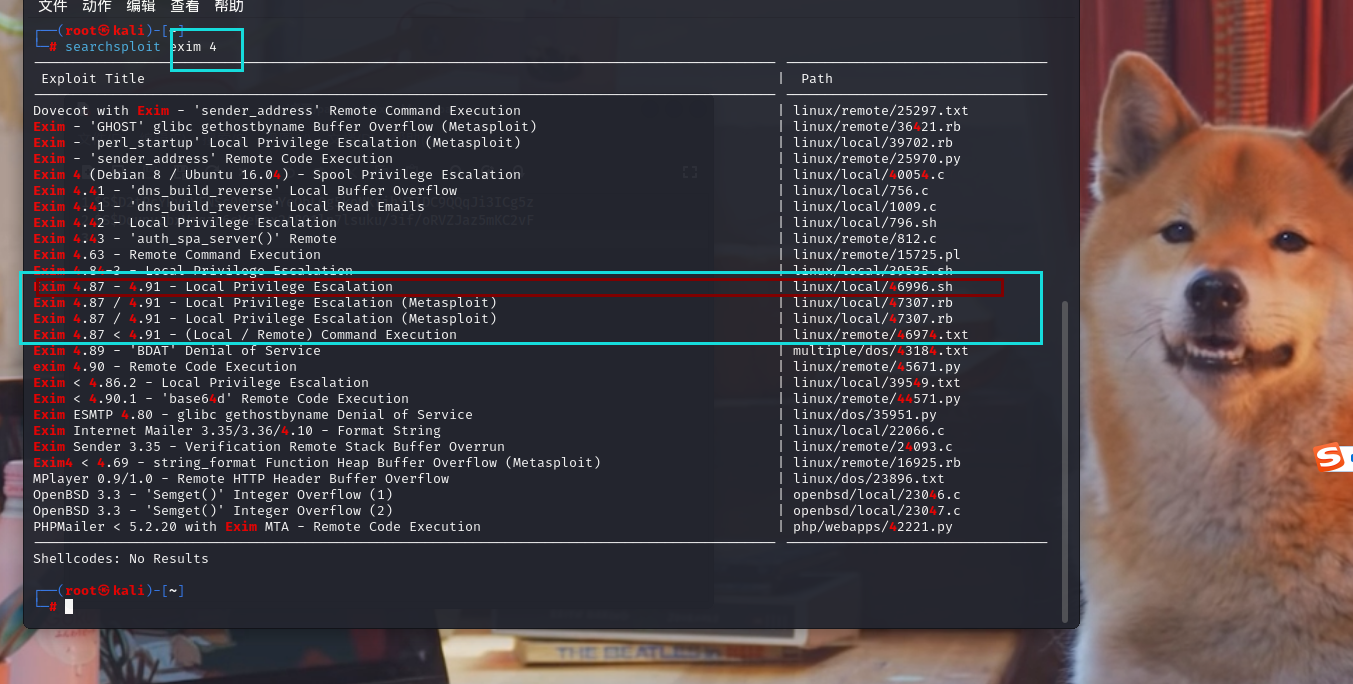 文件 动作 编辑 查看 帮助
┌──(root㉿kali)-[~]
└─# searchsploit exim 4
Exploit Title | Path
Dovecot with Exim - 'sender_address' Remote Command Execution | linux/remote/25297.txt
Exim - 'GHOST' glibc gethostbyname Buffer Overflow (Metasploit) | linux/remote/36421.rb
Exim - 'perl_startup' Local Privilege Escalation (Metasploit) | linux/local/39702.rb
Exim - 'sender_address' Remote Code Execution | linux/remote/25970.py
Exim 4 (Debian 8 / Ubuntu 16.04) - Spool Privilege Escalation | linux/local/40054.c
Exim 4.41 - 'dns_build_reverse' Local Buffer Overflow | linux/local/756.c
Exim 4.41 - 'dns_build_reverse' Local Read Emails | linux/local/1009.c
Exim 4.42 - Local Privilege Escalation | linux/local/796.sh
Exim 4.43 - 'auth_spa_server()' Remote | linux/remote/812.c
Exim 4.63 - Remote Command Execution | linux/remote/15725.pl
Exim 4.84-3 - Local Privilege Escalation | linux/local/39535.sh
Exim 4.87 - 4.91 - Local Privilege Escalation | linux/local/46996.sh
Exim 4.87 / 4.91 - Local Privilege Escalation (Metasploit) | linux/local/47307.rb
Exim 4.87 / 4.91 - Local Privilege Escalation (Metasploit) | linux/local/47307.rb
Exim 4.87 < 4.91 - (Local / Remote) Command Execution | linux/remote/46974.txt
Exim 4.89 - 'BDAT' Denial of Service | multiple/dos/43184.txt
exim 4.90 - Remote Code Execution | linux/remote/45671.py
Exim < 4.86.2 - Local Privilege Escalation | linux/local/39549.txt
Exim < 4.90.1 - 'base64d' Remote Code Execution | linux/remote/44571.py
Exim ESMTP 4.80 - glibc gethostbyname Denial of Service | linux/dos/35951.py
Exim Internet Mailer 3.35/3.36/4.10 - Format String | linux/local/22066.c
Exim Sender 3.35 - Verification Remote Stack Buffer Overrun | linux/remote/24093.c
Exim4 < 4.69 - string_format Function Heap Buffer Overflow (Metasploit) | linux/remote/16925.rb
MPlayer 0.9/1.0 - Remote HTTP Header Buffer Overflow | linux/dos/23896.txt
OpenBSD 3.3 - 'Semget()' Integer Overflow (1) | openbsd/local/23046.c
OpenBSD 3.3 - 'Semget()' Integer Overflow (2) | openbsd/local/23047.c
PHPMailer < 5.2.20 with Exim MTA - Remote Code Execution | php/webapps/42221.py
Shellcodes: No Results
┌──(root㉿kali)-[~]
└─#
THE BEATLES